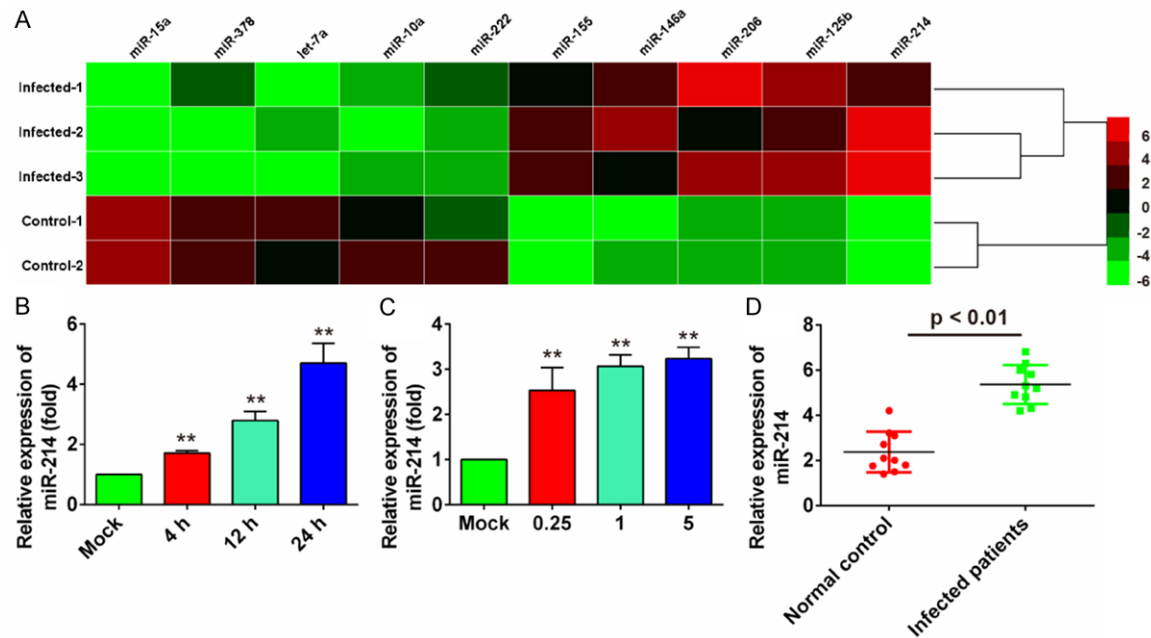 A
miR-15a miR-378 let-7a miR-10a miR-222 miR-155 miR-146a miR-206 miR-125b miR-214
Infected-1
Infected-2
Infected-3
Control-1
Control-2
6
4
2
0
-2
-4
-6
B
Relative expression of
miR-214 (fold)
6
4
2
0
** ** **
Mock 4 h 12 h 24 h
C
Relative expression of
miR-214 (fold)
4
3
2
1
0
** ** **
Mock 0.25 1 5
D
Relative expression of
miR-214
8
6
4
2
0
p < 0.01
Normal control Infected patients